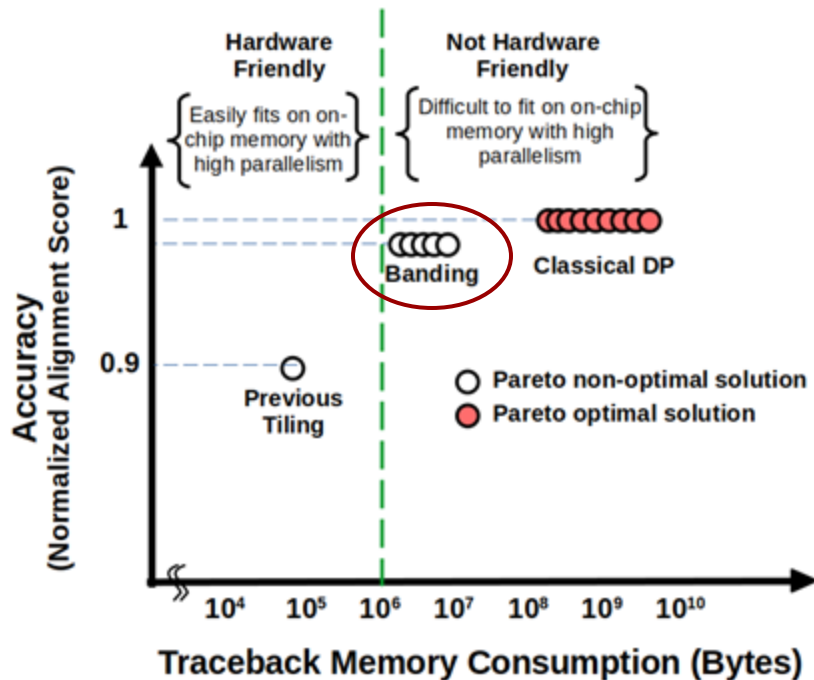 Hardware
Friendly
Easily fits on on-
chip memory with
high parallelism
Not Hardware
Friendly
Difficult to fit on on-chip
memory with high
parallelism
Accuracy
(Normalized Alignment Score)
1
0.9
Banding
Classical DP
Previous
Tiling
Pareto non-optimal solution
Pareto optimal solution
10⁴ 10⁵ 10⁶ 10⁷ 10⁸ 10⁹ 10¹⁰
Traceback Memory Consumption (Bytes)